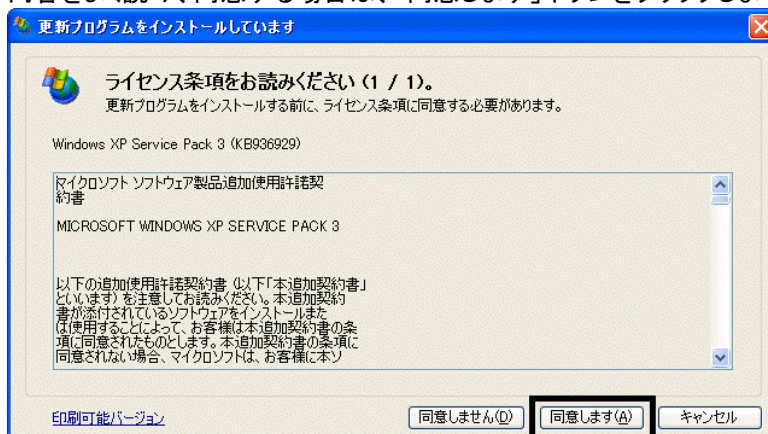 更新プログラムをインストールしています
ライセンス条項をお読みください (1 / 1)。
更新プログラムをインストールする前に、ライセンス条項に同意する必要があります。
Windows XP Service Pack 3 (KB936929)
マイクロソフト ソフトウェア製品追加使用許諾契
約書
MICROSOFT WINDOWS XP SERVICE PACK 3
以下の追加使用許諾契約書 (以下「本追加契約書」
といいます) を注意してお読みください。本追加契約
書が添付されているソフトウェアをインストールまた
は使用することによって、お客様は本追加契約書の条
項に同意されたものとします。本追加契約書の条項に
同意されない場合、マイクロソフトは、お客様に本ソ
印刷可能バージョン 同意しません(D) 同意します(A) キャンセル